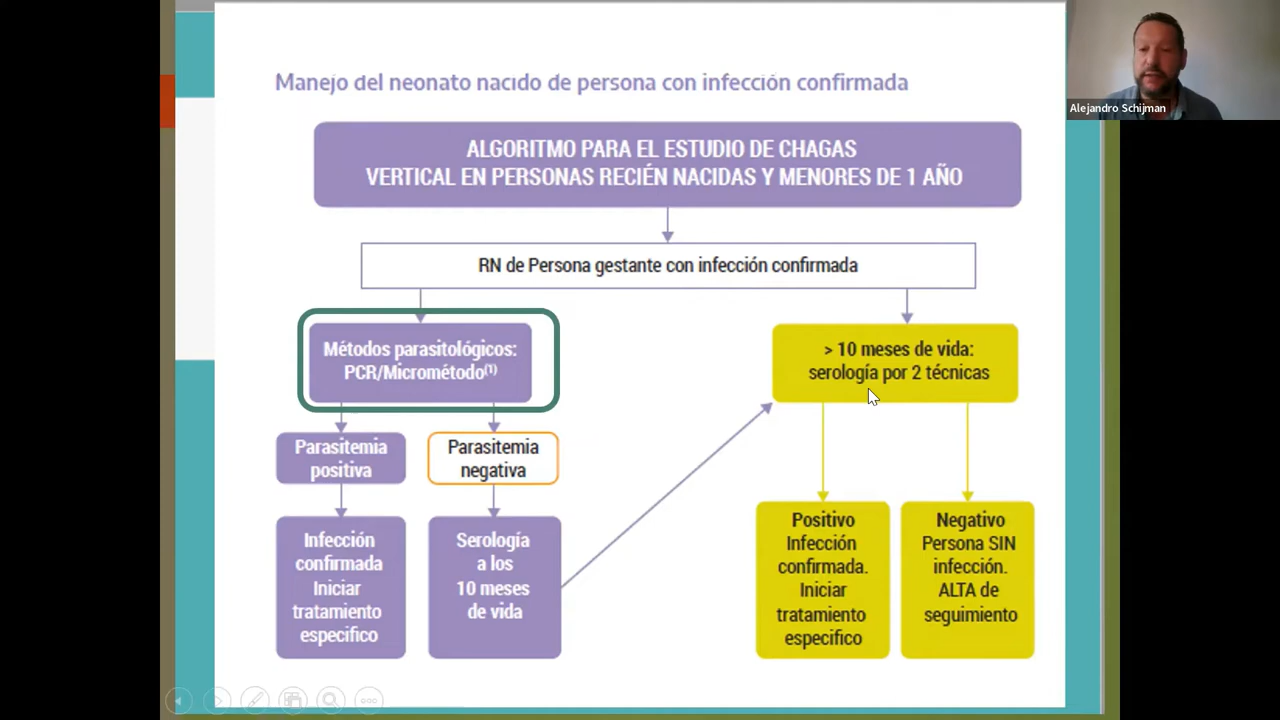 Manejo del neonato nacido de persona con infección confirmada
Alejandro Schijman
ALGORITMO PARA EL ESTUDIO DE CHAGAS
VERTICAL EN PERSONAS RECIÉN NACIDAS Y MENORES DE 1 AÑO
RN de Persona gestante con infección confirmada
Métodos parasitológicos:
PCR/Micrométodo(1)
> 10 meses de vida:
serología por 2 técnicas
Parasitemia
positiva
Parasitemia
negativa
Infección
confirmada
Iniciar
tratamiento
especifico
Serología
a los
10 meses
de vida
Positivo
Infección
confirmada.
Iniciar
tratamiento
especifico
Negativo
Persona SIN
infección.
ALTA de
seguimiento